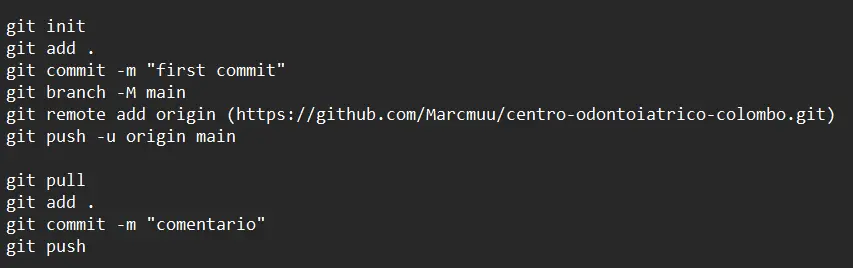 git init
git add .
git commit -m "first commit"
git branch -M main
git remote add origin (https://github.com/Marcmuu/centro-odontoiatrico-colombo.git)
git push -u origin main
git pull
git add .
git commit -m "comentario"
git push